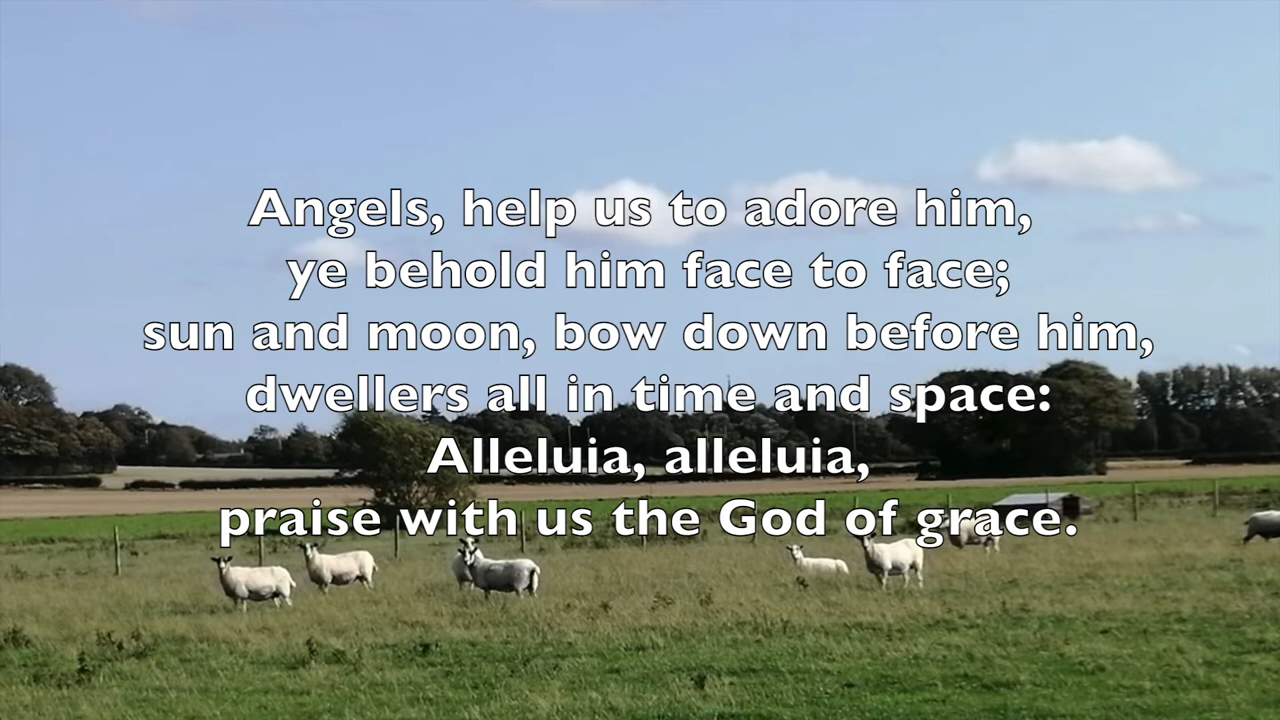 Angels, help us to adore him,
ye behold him face to face;
sun and moon, bow down before him,
dwellers all in time and space:
Alleluia, alleluia,
praise with us the God of grace.